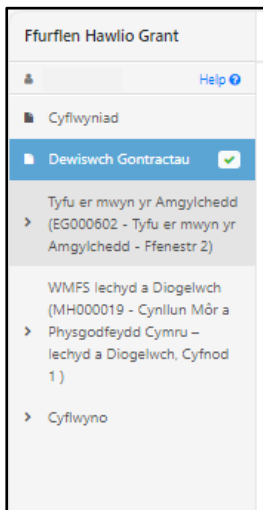 Ffurflen Hawlio Grant
Help
Cyflwyniad
Dewiswch Gontractau
Tyfu er mwyn yr Amgylchedd
(EG000602 - Tyfu er mwyn yr
Amgylchedd - Ffenestr 2)
WMFS Iechyd a Diogelwch
(MH000019 - Cynllun Môr a
Physgodfeydd Cymru –
Iechyd a Diogelwch, Cyfnod
1 )
Cyflwyno